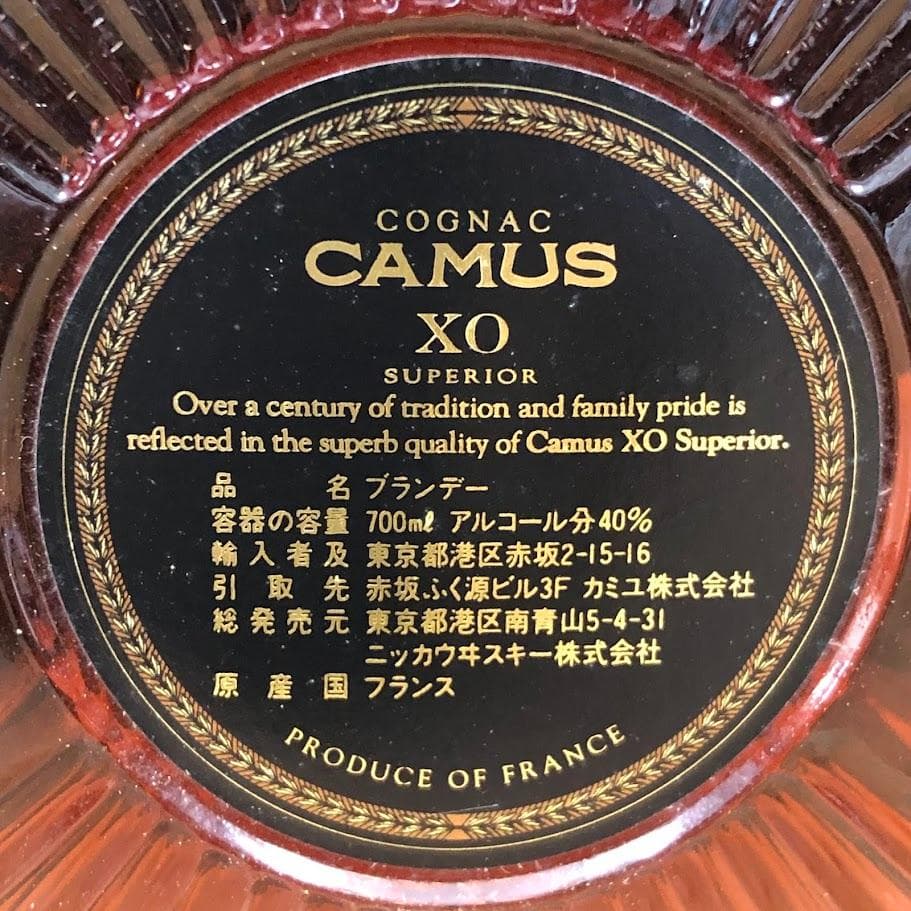 COGNAC
CAMUS
XO
SUPERIOR
Over a century of tradition and family pride is
reflected in the superb quality of Camus XO Superior.
品名 ブランデー
容器の容量 700mℓ アルコール分40%
輸入者及 東京都港区赤坂2-15-16
引取先 赤坂ふく源ビル3F カミユ株式会社
総発売元 東京都港区南青山5-4-31
ニッカウヰスキー株式会社
原産国 フランス
PRODUCE OF FRANCE